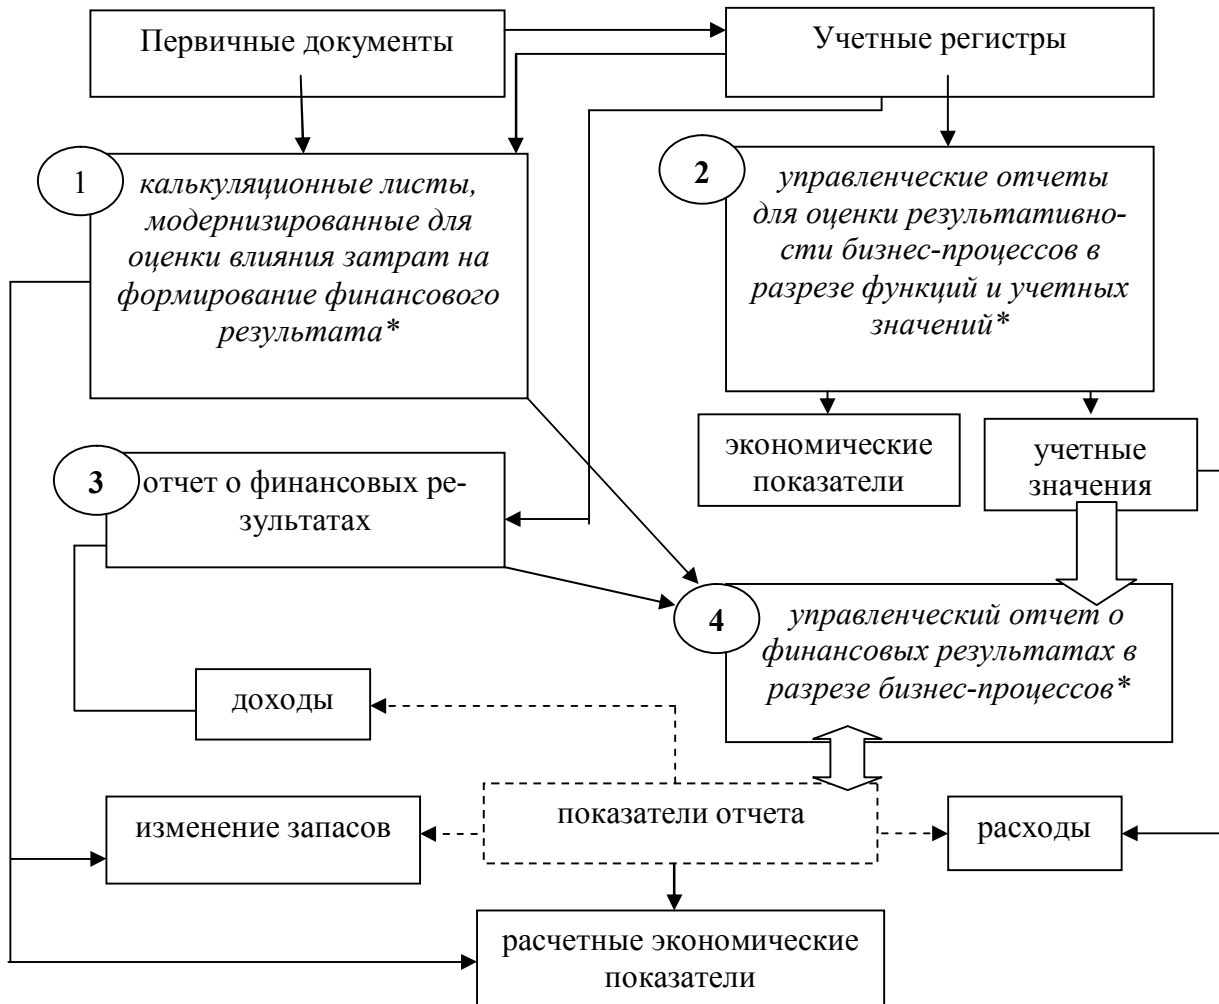 Первичные документы
Учетные регистры
1
калькуляционные листы,
модернизированные для
оценки влияния затрат на
формирование финансового
результата*
2
управленческие отчеты
для оценки результативно-
сти бизнес-процессов в
разрезе функций и учетных
значений*
экономические
показатели
учетные
значения
3
отчет о финансовых ре-
зультатах
4
управленческий отчет о
финансовых результатах в
разрезе бизнес-процессов*
доходы
изменение запасов
показатели отчета
расходы
расчетные экономические
показатели